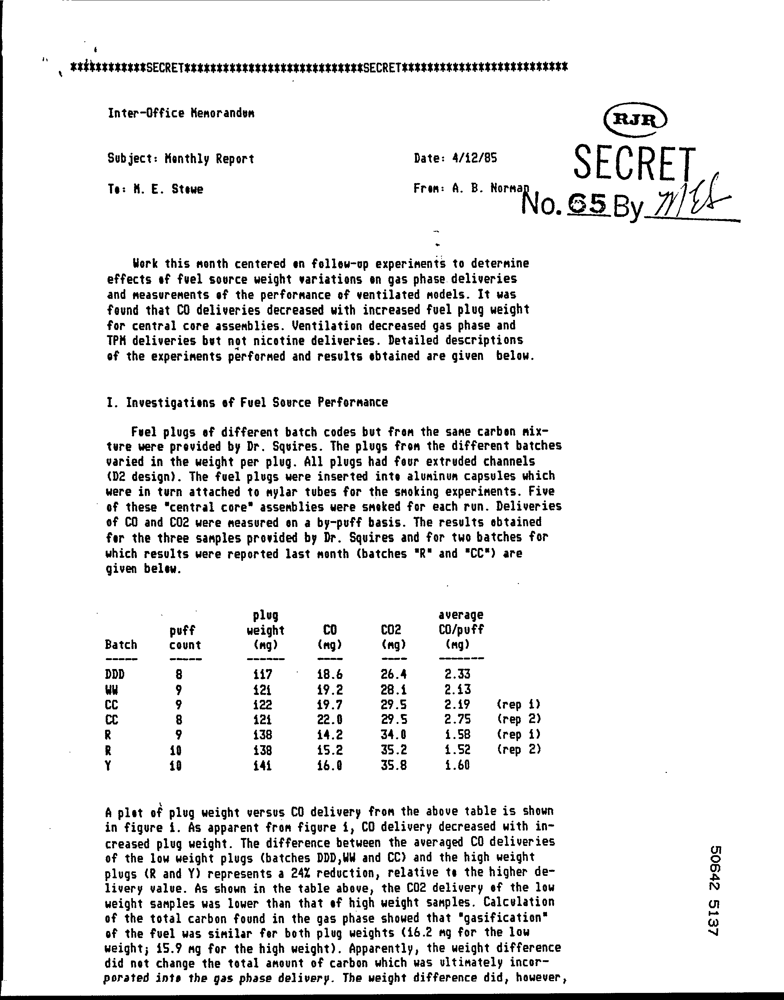 ************SECRET****************************SECRET**************************
Inter-Office Memorandum
RJR
Subject: Monthly Report Date: 4/12/85
SECRET
To: M. E. Stowe From: A. B. Norman
No. 65 By MES
Work this month centered on follow-up experiments to determine
effects of fuel source weight variations on gas phase deliveries
and measurements of the performance of ventilated models. It was
found that CO deliveries decreased with increased fuel plug weight
for central core assemblies. Ventilation decreased gas phase and
TPM deliveries but not nicotine deliveries. Detailed descriptions
of the experiments performed and results obtained are given below.
I. Investigations of Fuel Source Performance
Fuel plugs of different batch codes but from the same carbon mix-
ture were provided by Dr. Squires. The plugs from the different batches
varied in the weight per plug. All plugs had four extruded channels
(D2 design). The fuel plugs were inserted into aluminum capsules which
were in turn attached to mylar tubes for the smoking experiments. Five
of these "central core" assemblies were smoked for each run. Deliveries
of CO and CO2 were measured on a by-puff basis. The results obtained
for the three samples provided by Dr. Squires and for two batches for
which results were reported last month (batches "R" and "CC") are
given below.
plug average
puff weight CO CO2 CO/puff
Batch count (mg) (mg) (mg) (mg)
----- ----- ------ ---- ---- -------
DDD 8 117 18.6 26.4 2.33
WW 9 121 19.2 28.1 2.13
CC 9 122 19.7 29.5 2.19 (rep 1)
CC 8 121 22.0 29.5 2.75 (rep 2)
R 9 138 14.2 34.0 1.58 (rep 1)
R 10 138 15.2 35.2 1.52 (rep 2)
Y 10 141 16.0 35.8 1.60
A plot of plug weight versus CO delivery from the above table is shown
in figure 1. As apparent from figure 1, CO delivery decreased with in-
creased plug weight. The difference between the averaged CO deliveries
of the low weight plugs (batches DDD,WW and CC) and the high weight
plugs (R and Y) represents a 24% reduction, relative to the higher de-
livery value. As shown in the table above, the CO2 delivery of the low
weight samples was lower than that of high weight samples. Calculation
of the total carbon found in the gas phase showed that "gasification"
of the fuel was similar for both plug weights (16.2 mg for the low
weight; 15.9 mg for the high weight). Apparently, the weight difference
did not change the total amount of carbon which was ultimately incor-
porated into the gas phase delivery. The weight difference did, however,
50642 5137